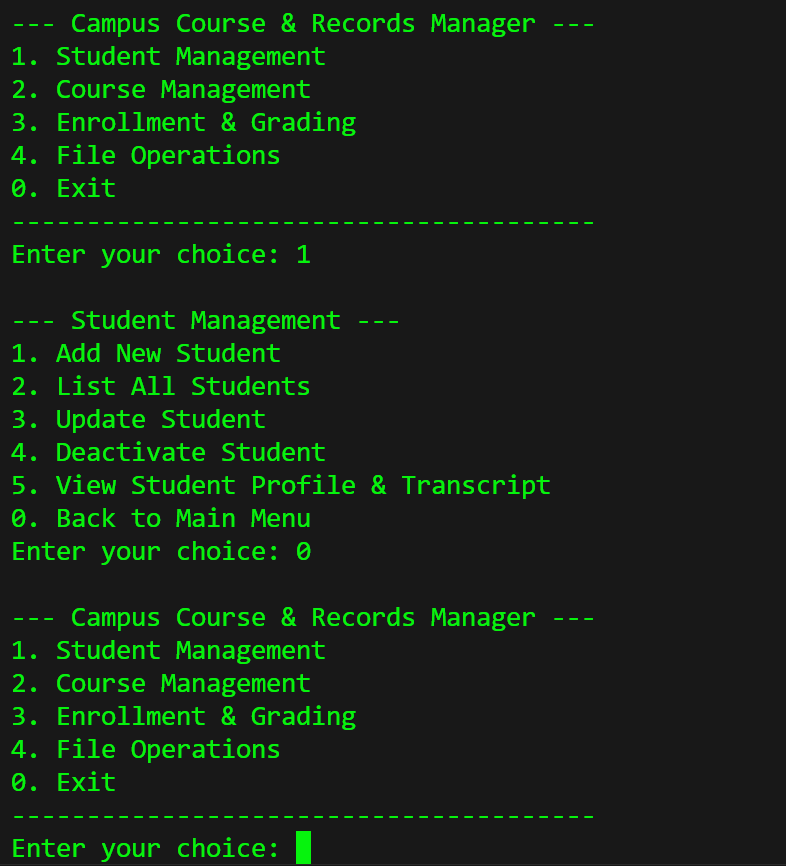 --- Campus Course & Records Manager ---
1. Student Management
2. Course Management
3. Enrollment & Grading
4. File Operations
0. Exit
---------------------------------------
Enter your choice: 1

--- Student Management ---
1. Add New Student
2. List All Students
3. Update Student
4. Deactivate Student
5. View Student Profile & Transcript
0. Back to Main Menu
Enter your choice: 0

--- Campus Course & Records Manager ---
1. Student Management
2. Course Management
3. Enrollment & Grading
4. File Operations
0. Exit
---------------------------------------
Enter your choice: